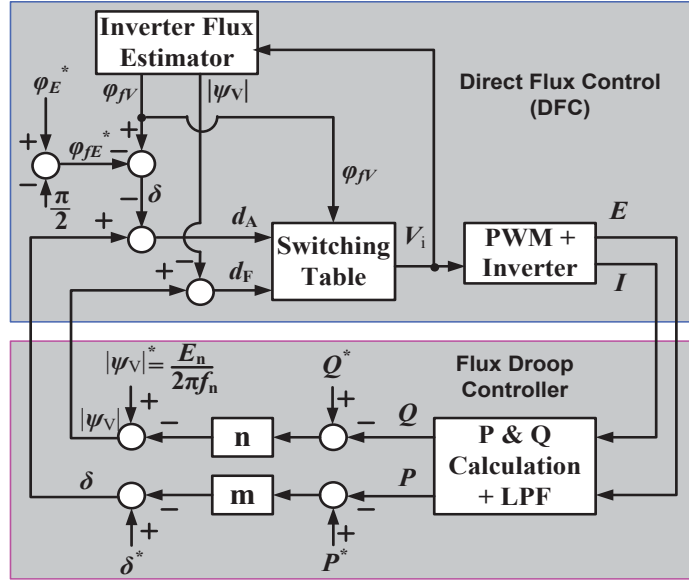 Inverter Flux
Estimator
Direct Flux Control
(DFC)
φE*
φfV
|ψV|
+
+
φfE*
−
−
π/2
−
δ
φfV
+
dA
Switching
Table
Vi
PWM +
Inverter
E
I
+
−
dF
|ψV|* = En/2πfn
Q*
Flux Droop
Controller
|ψV|
+
−
n
+
−
Q
P & Q
Calculation
+ LPF
δ
−
m
−
P
+
+
δ*
P*